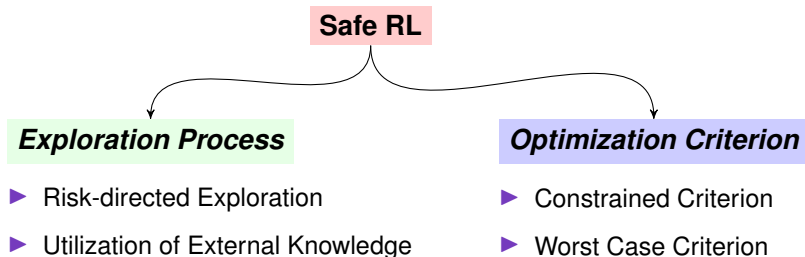 Safe RL
Exploration Process
Risk-directed Exploration
Utilization of External Knowledge
Optimization Criterion
Constrained Criterion
Worst Case Criterion